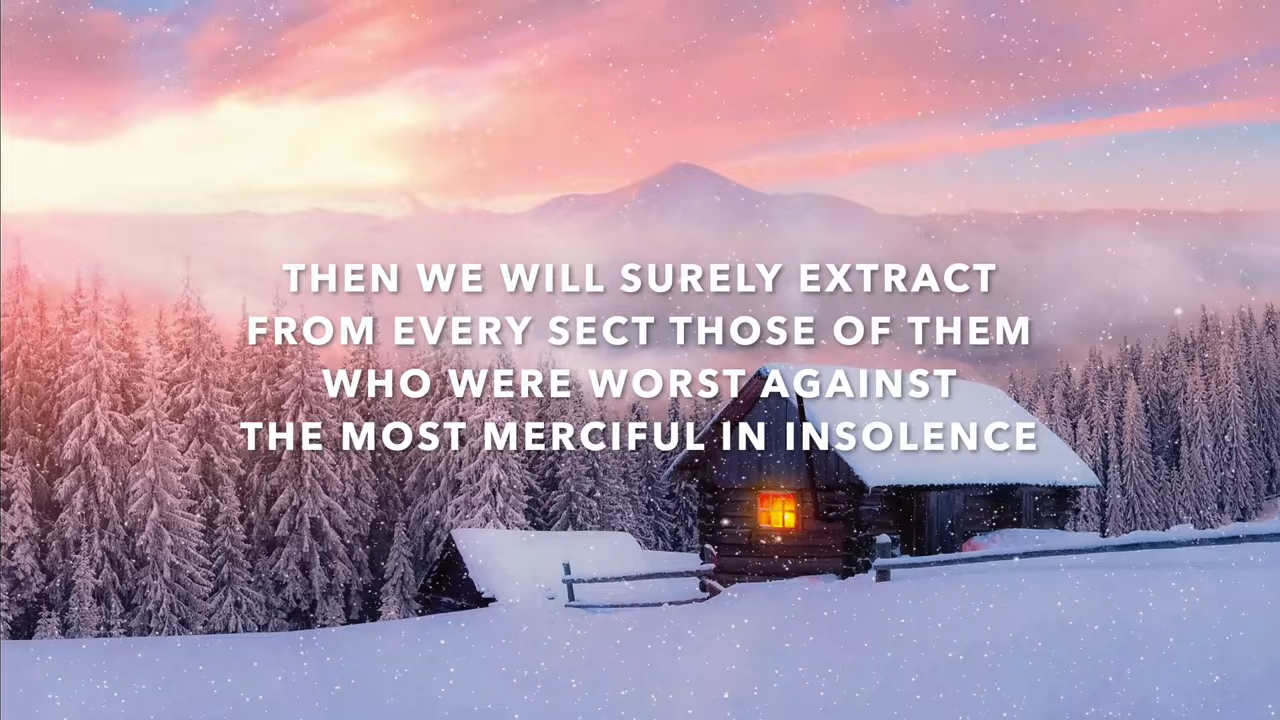 THEN WE WILL SURELY EXTRACT
FROM EVERY SECT THOSE OF THEM
WHO WERE WORST AGAINST
THE MOST MERCIFUL IN INSOLENCE